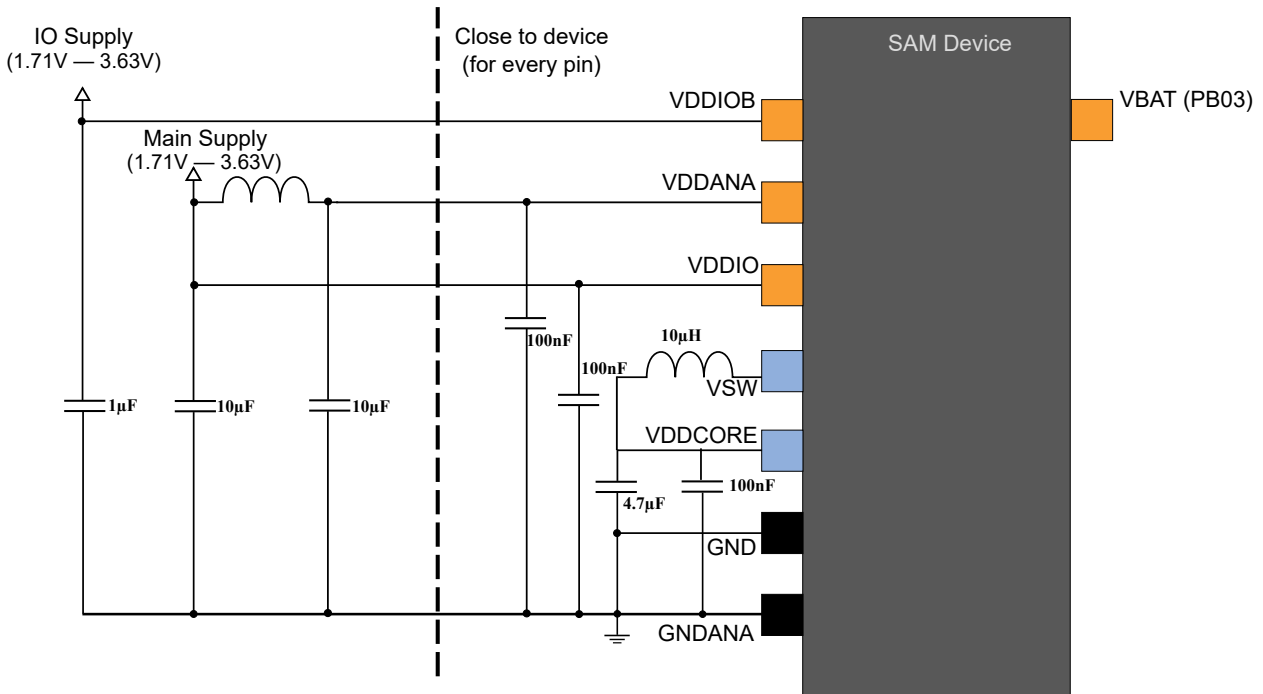 IO Supply
(1.71V — 3.63V)
Close to device
(for every pin)
SAM Device
VDDIOB
VBAT (PB03)
Main Supply
(1.71V — 3.63V)
VDDANA
VDDIO
100nF
10µH
100nF
VSW
1µF
10µF
10µF
VDDCORE
100nF
4.7µF
GND
GNDANA